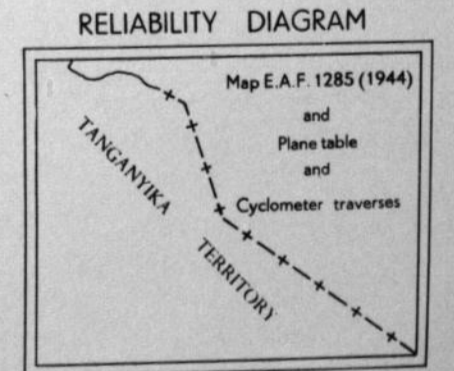 RELIABILITY DIAGRAM
Map E.A.F. 1285 (1944)
and
Plane table
and
Cyclometer traverses
TANGANYIKA
TERRITORY